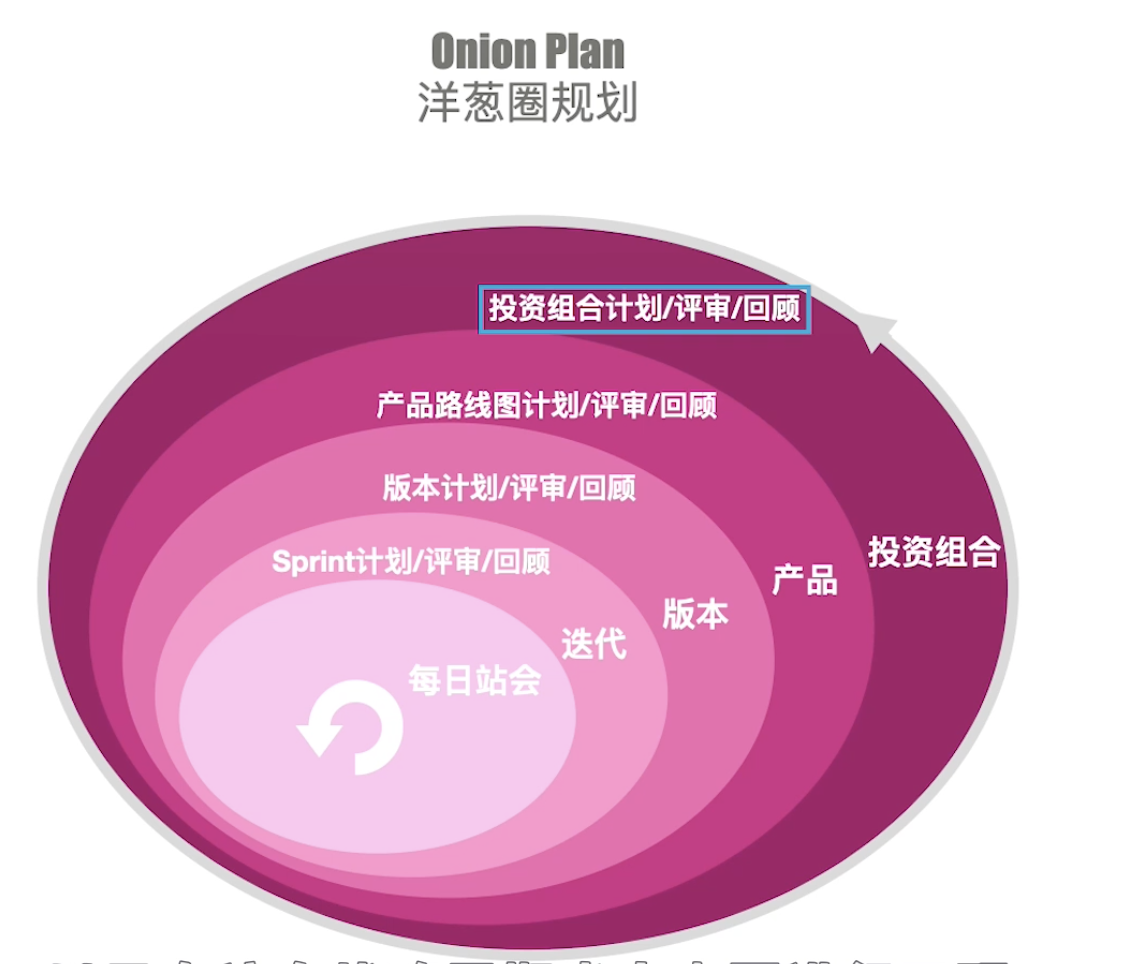 Onion Plan
洋葱圈规划
投资组合计划/评审/回顾
产品路线图计划/评审/回顾
版本计划/评审/回顾
Sprint计划/评审/回顾
投资组合
产品
版本
迭代
每日站会